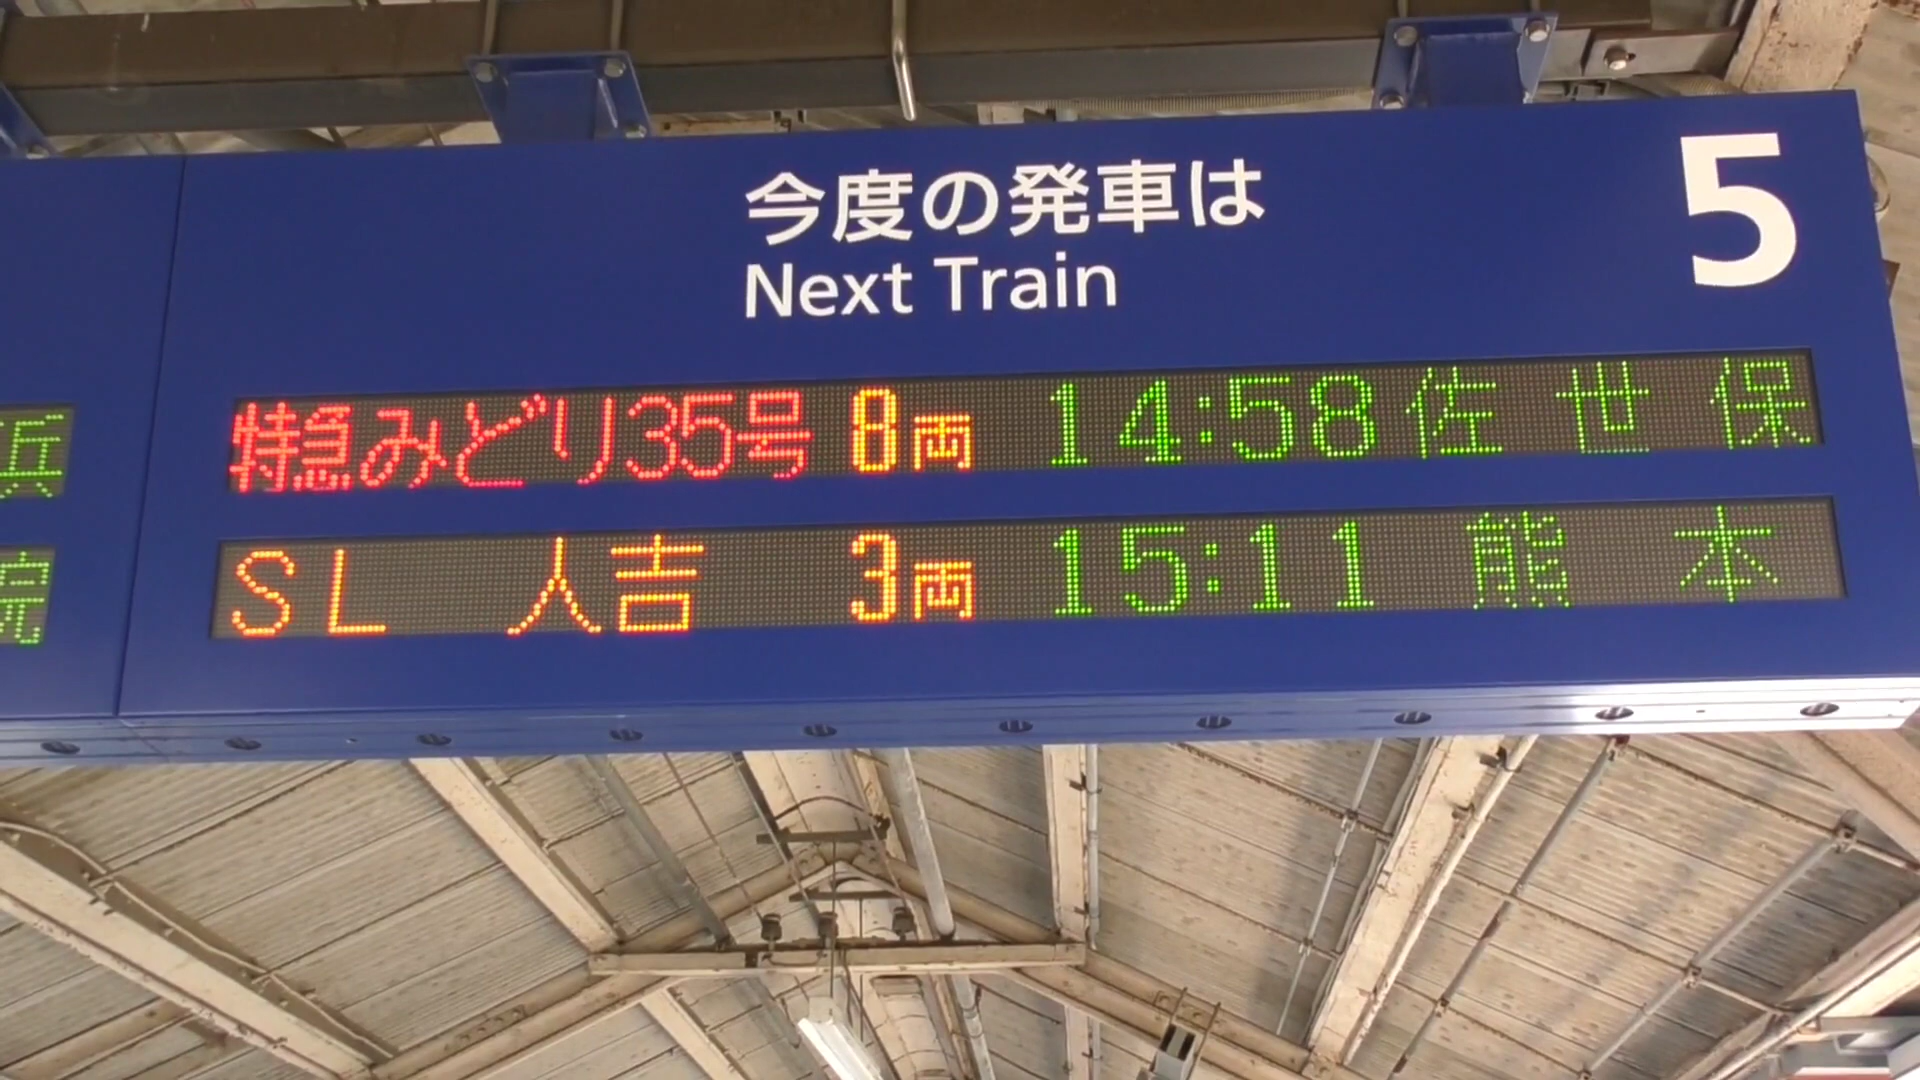 今度の発車は
Next Train
5
特急みどり35号 8両 14:58 佐世保
SL 人吉 3両 15:11 熊本